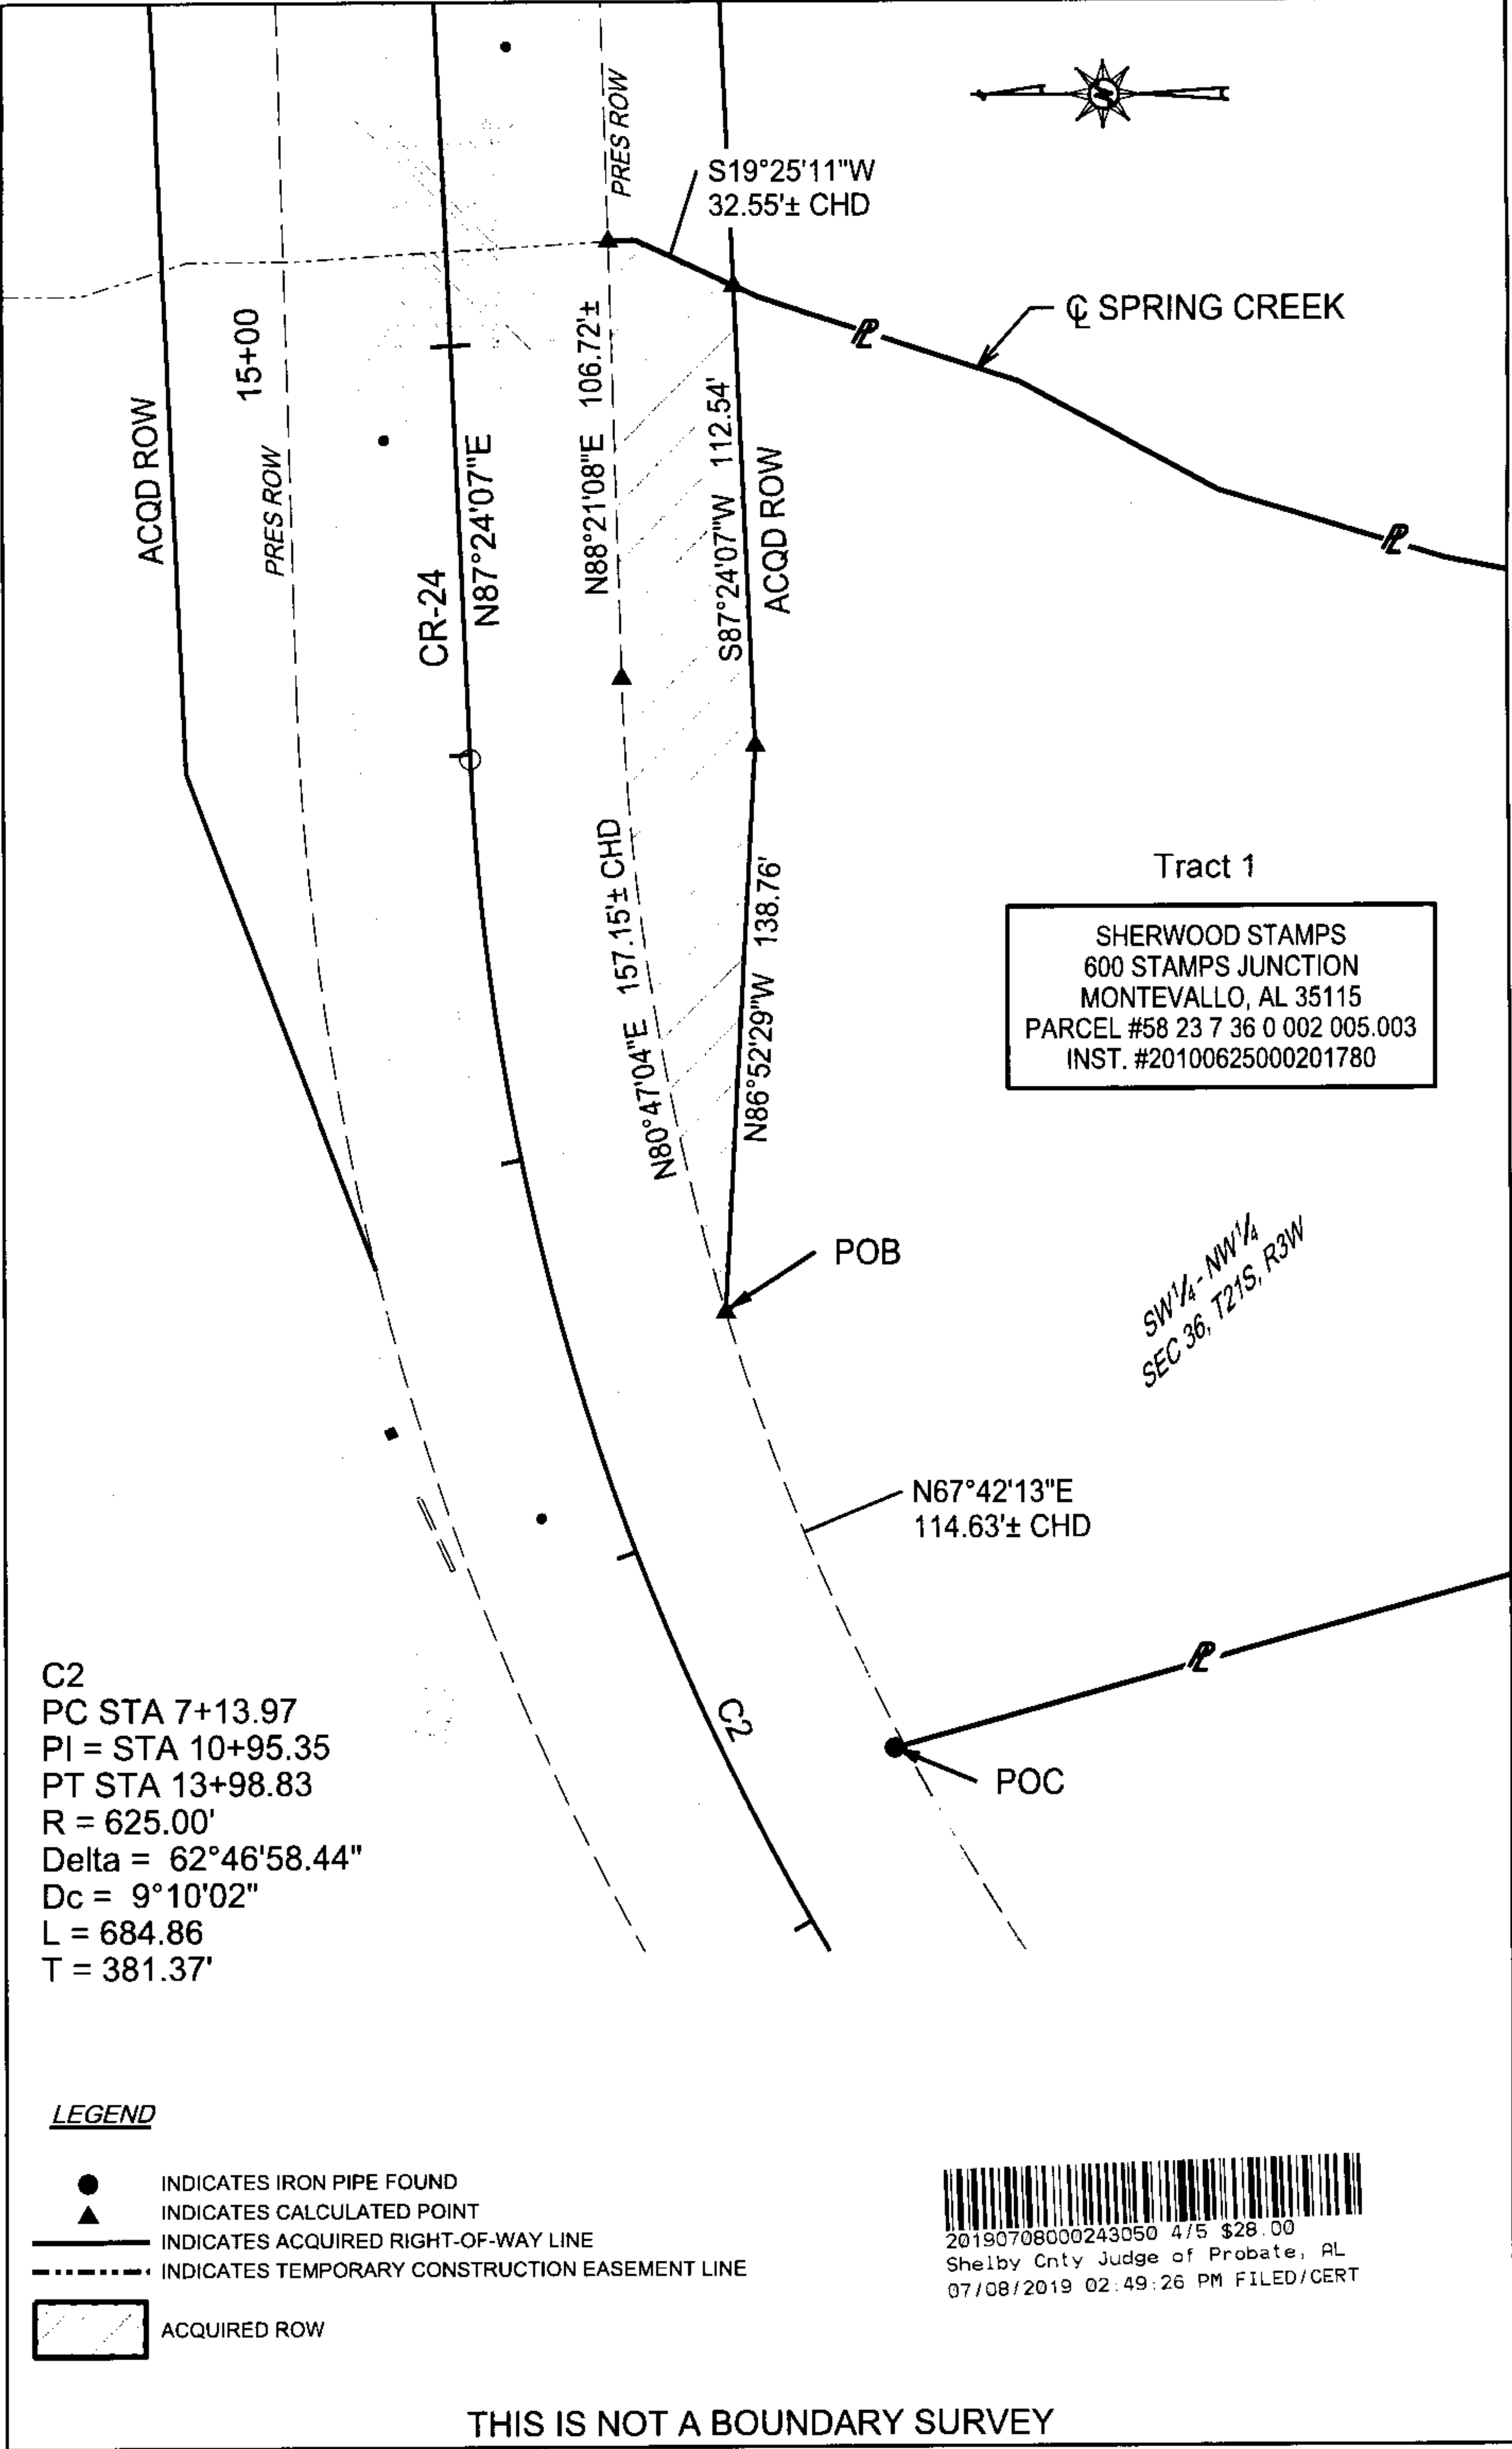 PRES ROW
S19°25'11"W
32.55'± CHD
℄ SPRING CREEK
PL
PL
15+00
ACQD ROW
PRES ROW
CR-24
N87°24'07"E
N88°21'08"E 106.72'±
S87°24'07"W 112.54'
ACQD ROW
N80°47'04"E 157.15'± CHD
N86°52'29"W 138.76'
Tract 1
SHERWOOD STAMPS
600 STAMPS JUNCTION
MONTEVALLO, AL 35115
PARCEL #58 23 7 36 0 002 005.003
INST. #20100625000201780
POB
SW1/4 - NW1/4
SEC 36, T21S, R3W
N67°42'13"E
114.63'± CHD
PL
C2
POC
C2
PC STA 7+13.97
PI = STA 10+95.35
PT STA 13+98.83
R = 625.00'
Delta = 62°46'58.44"
Dc = 9°10'02"
L = 684.86
T = 381.37'
LEGEND
INDICATES IRON PIPE FOUND
INDICATES CALCULATED POINT
INDICATES ACQUIRED RIGHT-OF-WAY LINE
INDICATES TEMPORARY CONSTRUCTION EASEMENT LINE
ACQUIRED ROW
20190708000243050 4/5 $28.00
Shelby Cnty Judge of Probate, AL
07/08/2019 02:49:26 PM FILED/CERT
THIS IS NOT A BOUNDARY SURVEY